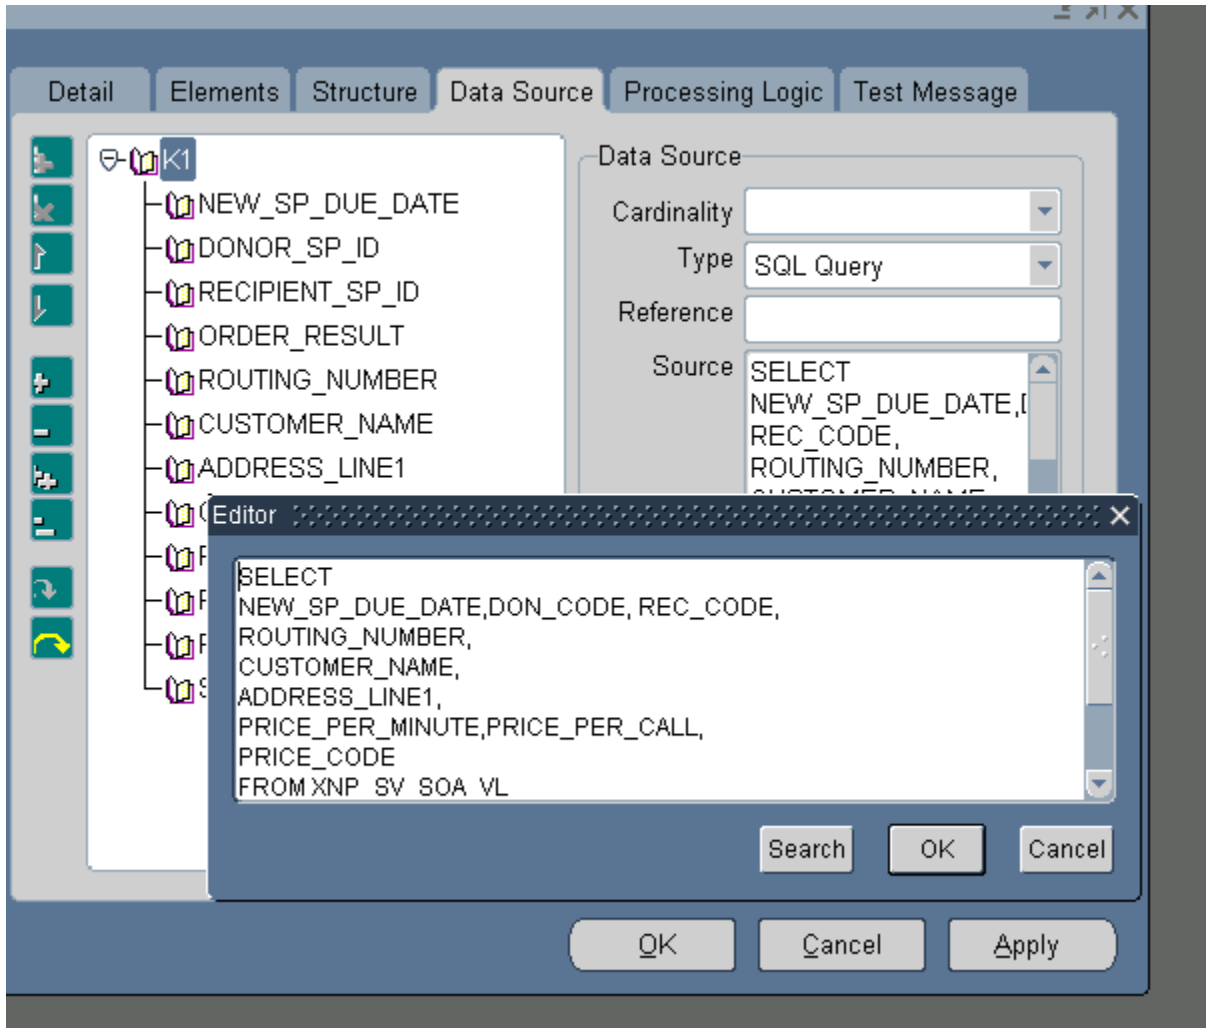 Detail Elements Structure Data Source Processing Logic Test Message
K1
NEW_SP_DUE_DATE
DONOR_SP_ID
RECIPIENT_SP_ID
ORDER_RESULT
ROUTING_NUMBER
CUSTOMER_NAME
ADDRESS_LINE1
Data Source
Cardinality
Type SQL Query
Reference
Source
SELECT
NEW_SP_DUE_DATE,
REC_CODE,
ROUTING_NUMBER,
CUSTOMER_NAME
Editor
SELECT
NEW_SP_DUE_DATE,DON_CODE, REC_CODE,
ROUTING_NUMBER,
CUSTOMER_NAME,
ADDRESS_LINE1,
PRICE_PER_MINUTE,PRICE_PER_CALL,
PRICE_CODE
FROM XNP_SV_SOA_VL
Search OK Cancel
OK Cancel Apply